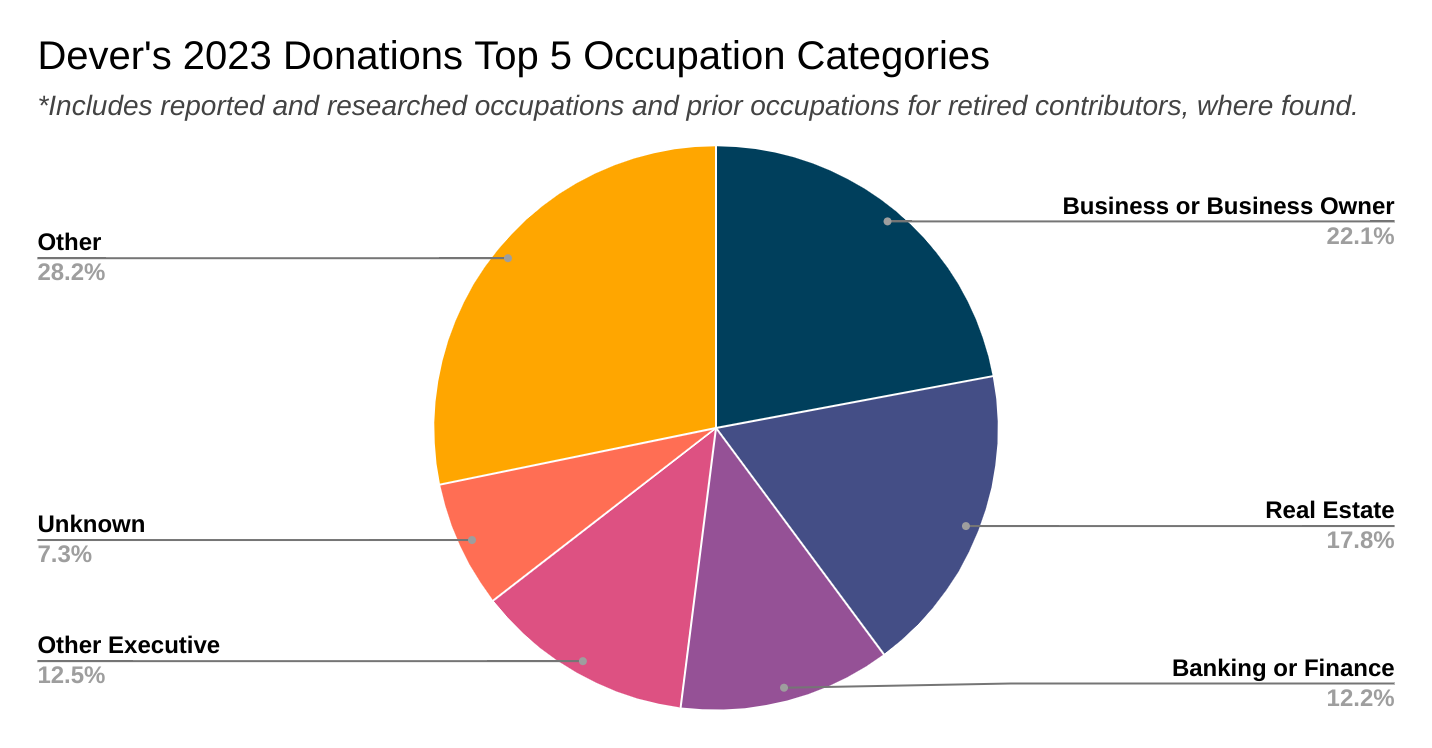 Dever's 2023 Donations Top 5 Occupation Categories
*Includes reported and researched occupations and prior occupations for retired contributors, where found.
Business or Business Owner
22.1%
Other
28.2%
Real Estate
17.8%
Unknown
7.3%
Other Executive
12.5%
Banking or Finance
12.2%